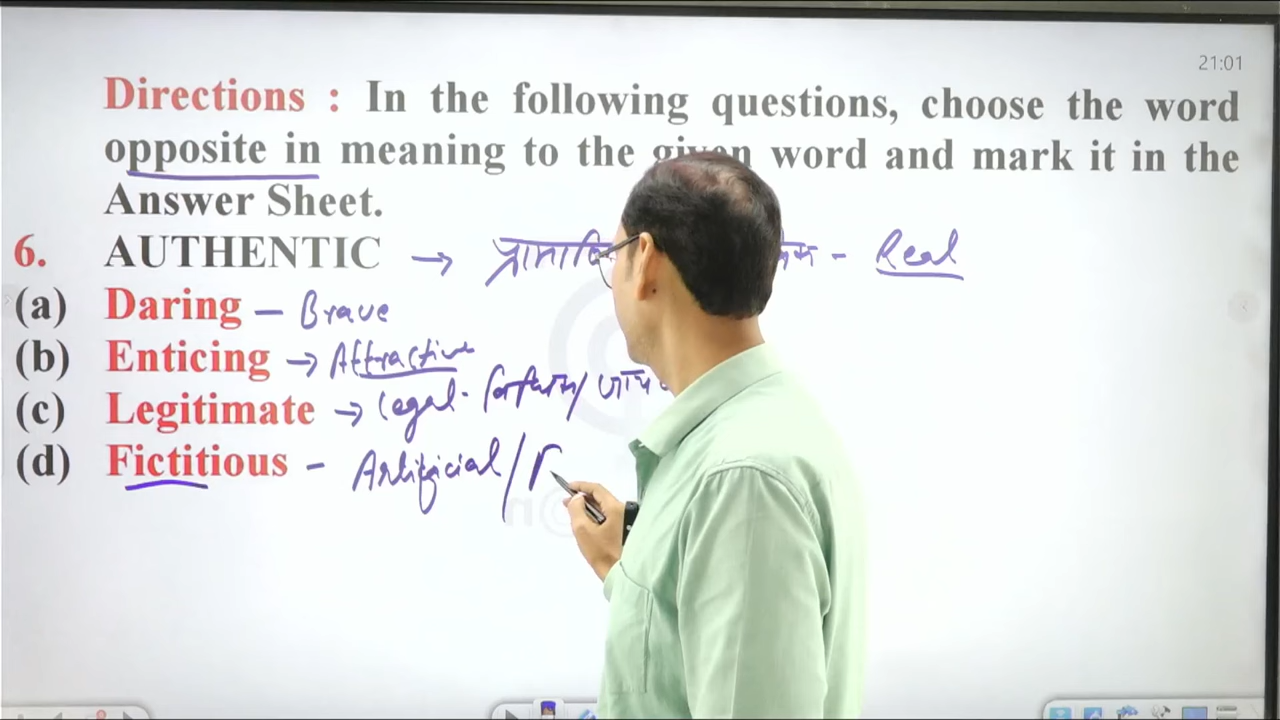 21:01
Directions : In the following questions, choose the word
opposite in meaning to the given word and mark it in the
Answer Sheet.
6. AUTHENTIC → - Real
(a) Daring - Brave
(b) Enticing → Attractive
(c) Legitimate → Legal -
(d) Fictitious - Artificial /